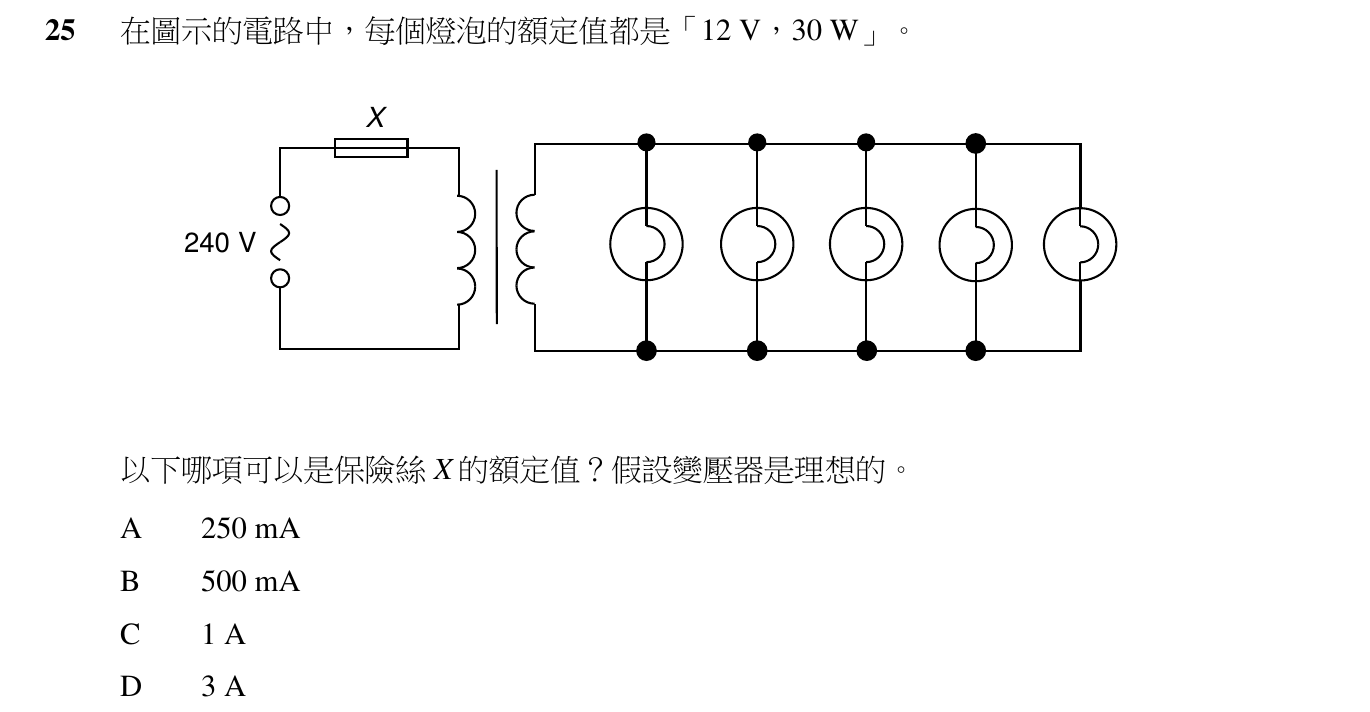 25 在圖示的電路中，每個燈泡的額定值都是「12 V，30 W」。
X
240 V
以下哪項可以是保險絲 X 的額定值？假設變壓器是理想的。
A 250 mA
B 500 mA
C 1 A
D 3 A